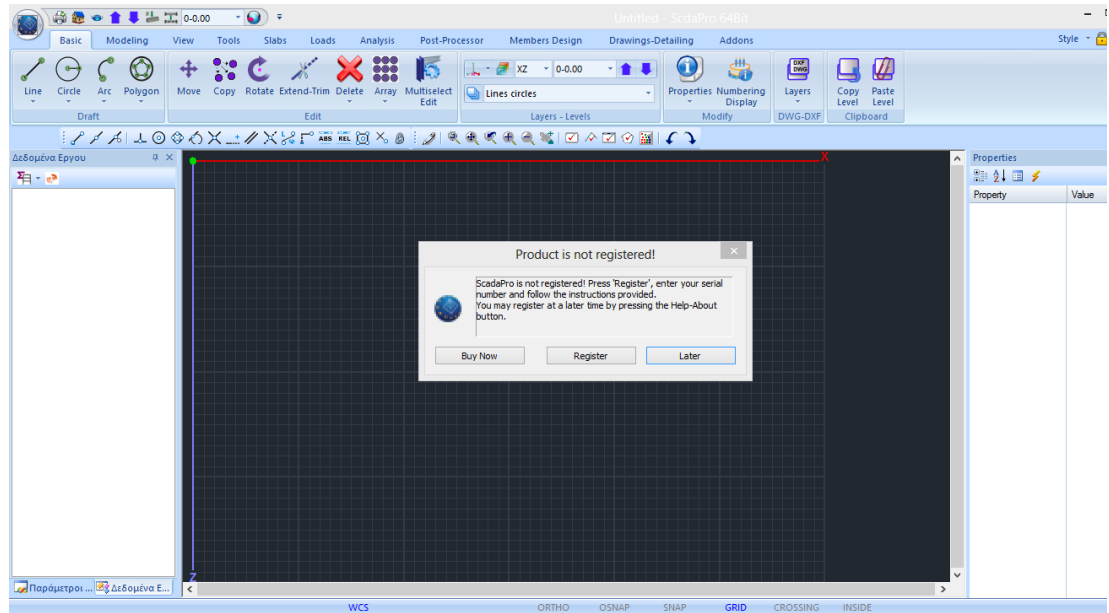 0-0.00
Untitled - ScdaPro 64Bit
Basic Modeling View Tools Slabs Loads Analysis Post-Processor Members Design Drawings-Detailing Addons Style
XZ 0-0.00
Lines circles
Line Circle Arc Polygon Move Copy Rotate Extend-Trim Delete Array Multiselect Edit Properties Numbering Display Layers Copy Level Paste Level
DXF
DWG
Draft Edit Layers - Levels Modify DWG-DXF Clipboard
ABS REL
Δεδομένα Εργου
Properties
Property Value
X
Product is not registered!
ScadaPro is not registered! Press 'Register', enter your serial
number and follow the instructions provided.
You may register at a later time by pressing the Help-About
button.
Buy Now Register Later
Z
Παράμετροι ... Δεδομένα Ε...
WCS ORTHO OSNAP SNAP GRID CROSSING INSIDE